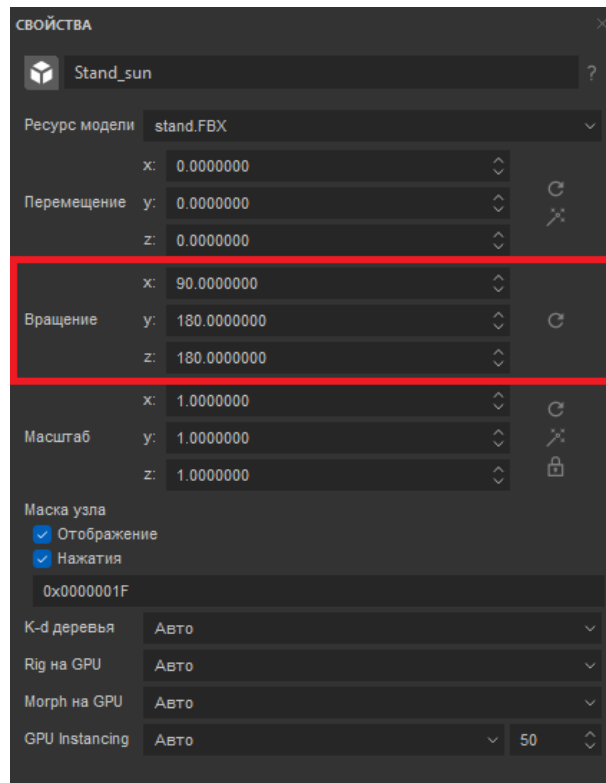 СВОЙСТВА
Stand_sun ?
Ресурс модели stand.FBX
x: 0.0000000
Перемещение y: 0.0000000
z: 0.0000000
x: 90.0000000
Вращение y: 180.0000000
z: 180.0000000
x: 1.0000000
Масштаб y: 1.0000000
z: 1.0000000
Маска узла
Отображение
Нажатия
0x0000001F
K-d деревья Авто
Rig на GPU Авто
Morph на GPU Авто
GPU Instancing Авто 50